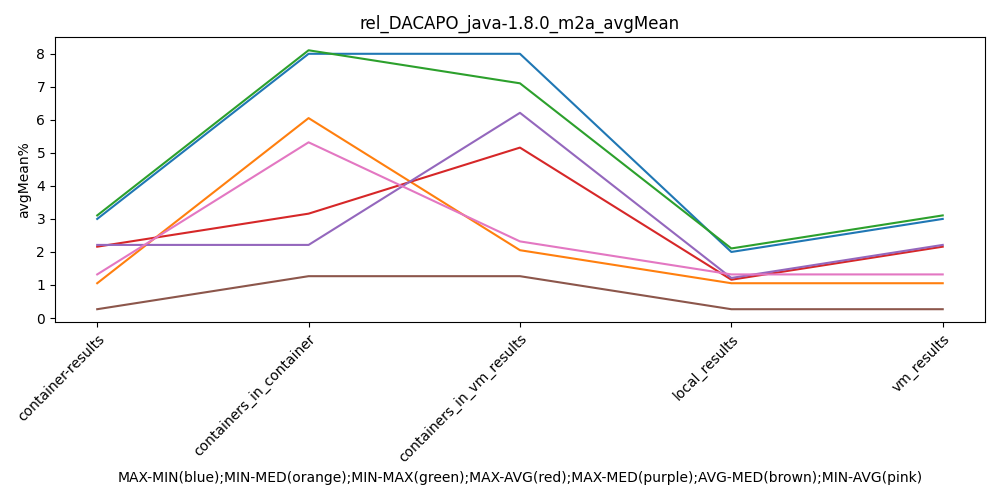 rel_DACAPO_java-1.8.0_m2a_avgMean
avgMean%
8
7
6
5
4
3
2
1
0
container-results
containers_in_container
containers_in_vm_results
local_results
vm_results
MAX-MIN(blue);MIN-MED(orange);MIN-MAX(green);MAX-AVG(red);MAX-MED(purple);AVG-MED(brown);MIN-AVG(pink)